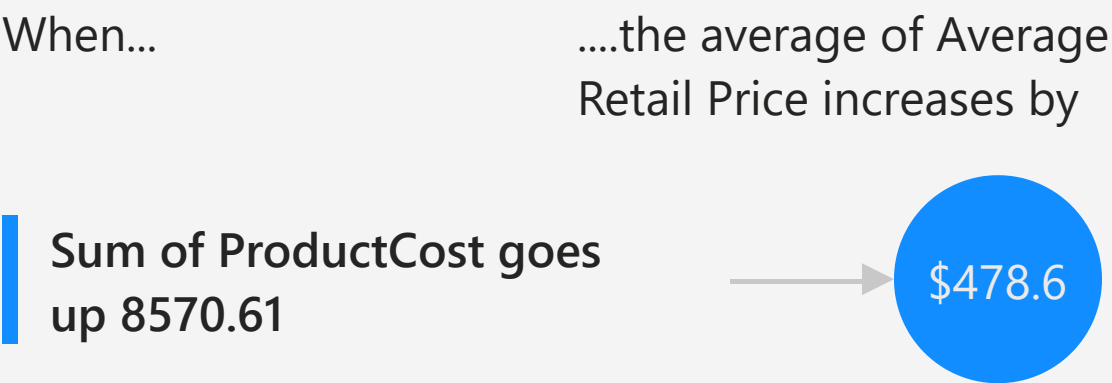 When...
....the average of Average
Retail Price increases by
Sum of ProductCost goes
up 8570.61
$478.6